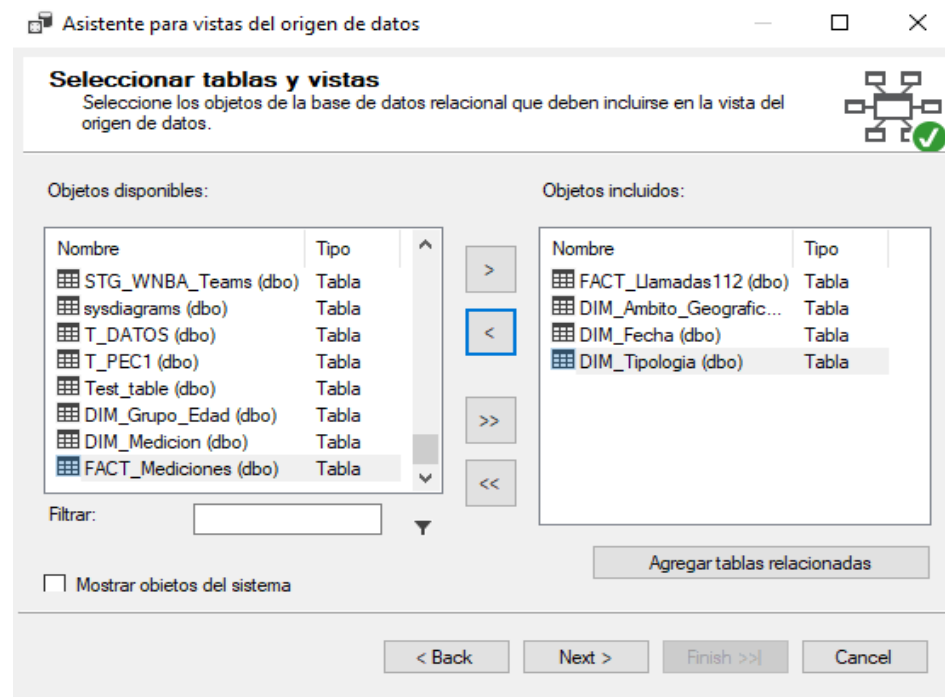 Asistente para vistas del origen de datos
Seleccionar tablas y vistas
Seleccione los objetos de la base de datos relacional que deben incluirse en la vista del
origen de datos.
Objetos disponibles:
Nombre Tipo
STG_WNBA_Teams (dbo) Tabla
sysdiagrams (dbo) Tabla
T_DATOS (dbo) Tabla
T_PEC1 (dbo) Tabla
Test_table (dbo) Tabla
DIM_Grupo_Edad (dbo) Tabla
DIM_Medicion (dbo) Tabla
FACT_Mediciones (dbo) Tabla
Filtrar:
Mostrar objetos del sistema
>
<
>>
<<
Objetos incluidos:
Nombre Tipo
FACT_Llamadas112 (dbo) Tabla
DIM_Ambito_Geografic... Tabla
DIM_Fecha (dbo) Tabla
DIM_Tipologia (dbo) Tabla
Agregar tablas relacionadas
< Back Next > Finish >>| Cancel